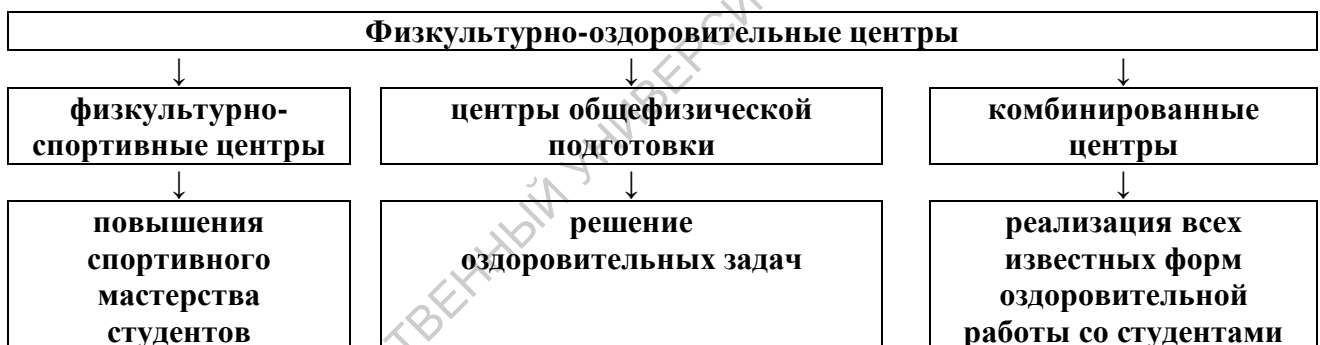 Физкультурно-оздоровительные центры
↓ ↓ ↓
физкультурно-
спортивные центры
центры общефизической
подготовки
комбинированные
центры
↓ ↓ ↓
повышения
спортивного
мастерства
студентов
решение
оздоровительных задач
реализация всех
известных форм
оздоровительной
работы со студентами